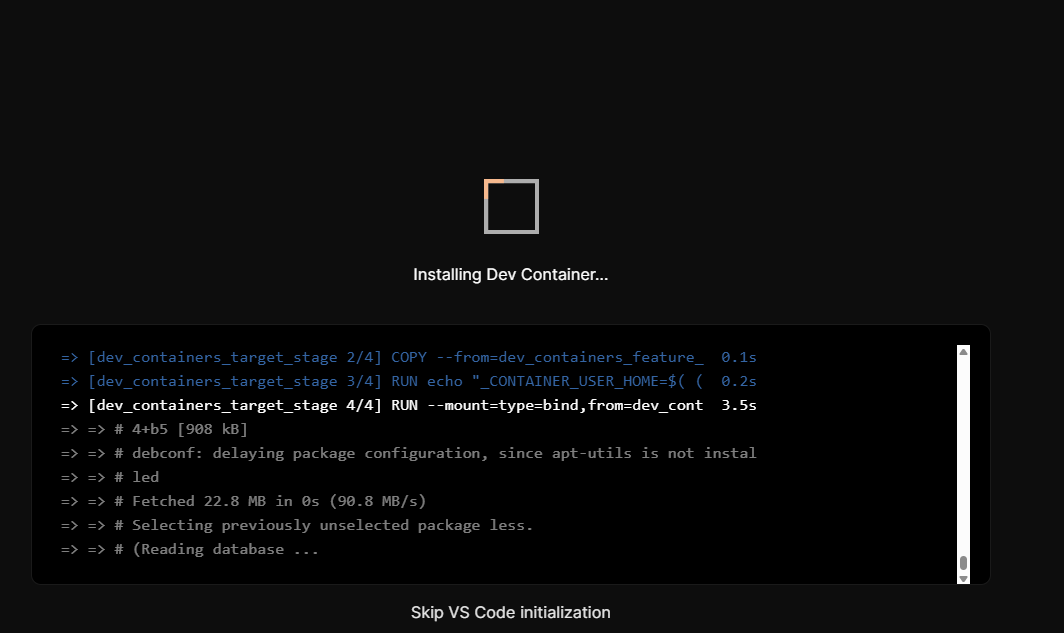 Installing Dev Container...
=> [dev_containers_target_stage 2/4] COPY --from=dev_containers_feature_  0.1s
=> [dev_containers_target_stage 3/4] RUN echo "_CONTAINER_USER_HOME=$( (  0.2s
=> [dev_containers_target_stage 4/4] RUN --mount=type=bind,from=dev_cont  3.5s
=> => # 4+b5 [908 kB]
=> => # debconf: delaying package configuration, since apt-utils is not instal
=> => # led
=> => # Fetched 22.8 MB in 0s (90.8 MB/s)
=> => # Selecting previously unselected package less.
=> => # (Reading database ...
Skip VS Code initialization